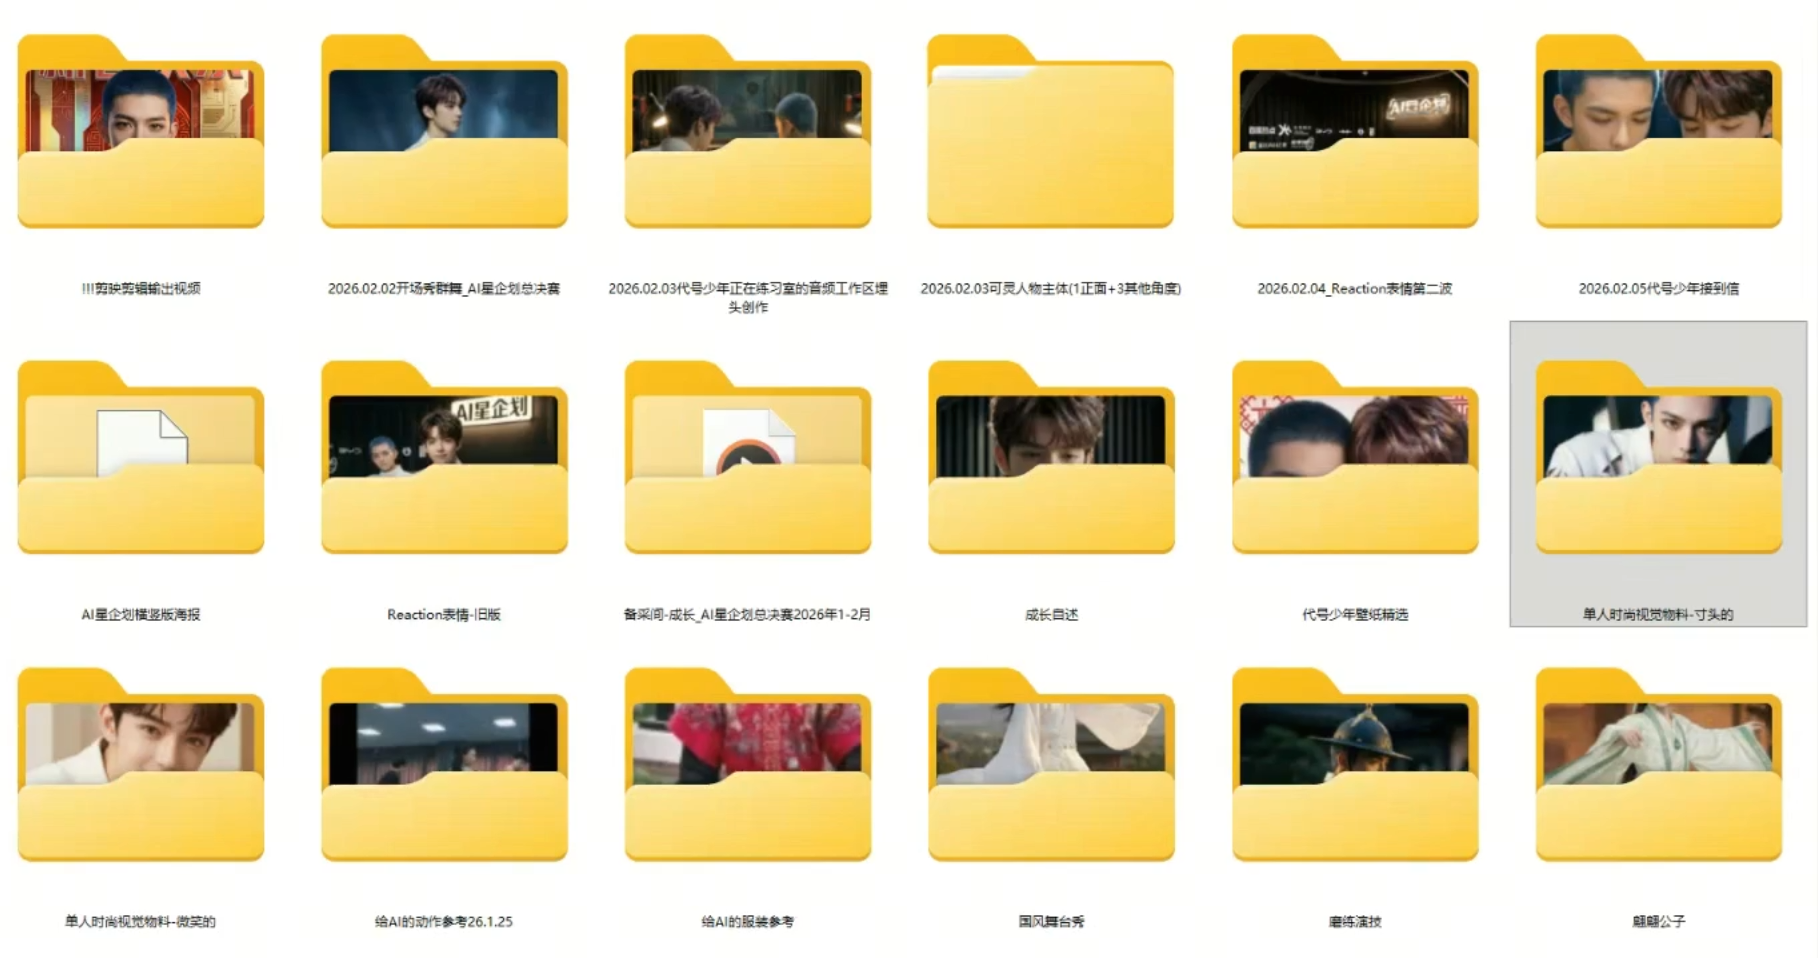 AI星企划
!!!剪映剪辑输出视频
2026.02.02开场秀群舞_AI星企划总决赛
2026.02.03代号少年正在练习室的音频工作区埋
头创作
2026.02.03可灵人物主体(1正面+3其他角度)
2026.02.04_Reaction表情第二波
2026.02.05代号少年接到信
AI星企划
AI星企划横竖版海报
Reaction表情-旧版
备采间-成长_AI星企划总决赛2026年1-2月
成长自述
代号少年壁纸精选
单人时尚视觉物料-寸头的
单人时尚视觉物料-微笑的
给AI的动作参考26.1.25
给AI的服装参考
国风舞台秀
磨练演技
翩翩公子